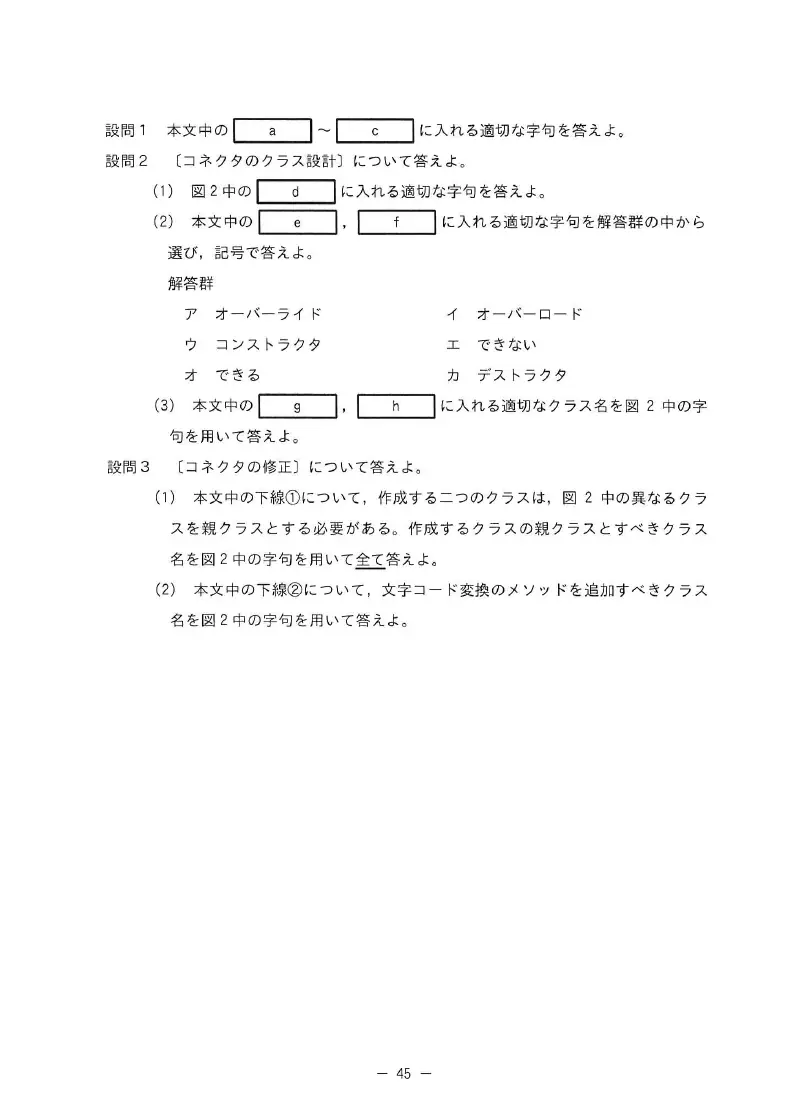 設問1 本文中の a ～ c に入れる適切な字句を答えよ。
設問2 〔コネクタのクラス設計〕について答えよ。
(1) 図2中の d に入れる適切な字句を答えよ。
(2) 本文中の e ， f に入れる適切な字句を解答群の中から
選び，記号で答えよ。
解答群
ア オーバーライド イ オーバーロード
ウ コンストラクタ エ できない
オ できる カ デストラクタ
(3) 本文中の g ， h に入れる適切なクラス名を図 2 中の字
句を用いて答えよ。
設問3 〔コネクタの修正〕について答えよ。
(1) 本文中の下線①について，作成する二つのクラスは，図 2 中の異なるクラ
スを親クラスとする必要がある。作成するクラスの親クラスとすべきクラス
名を図2中の字句を用いて全て答えよ。
(2) 本文中の下線②について，文字コード変換のメソッドを追加すべきクラス
名を図2中の字句を用いて答えよ。
― 45 ―